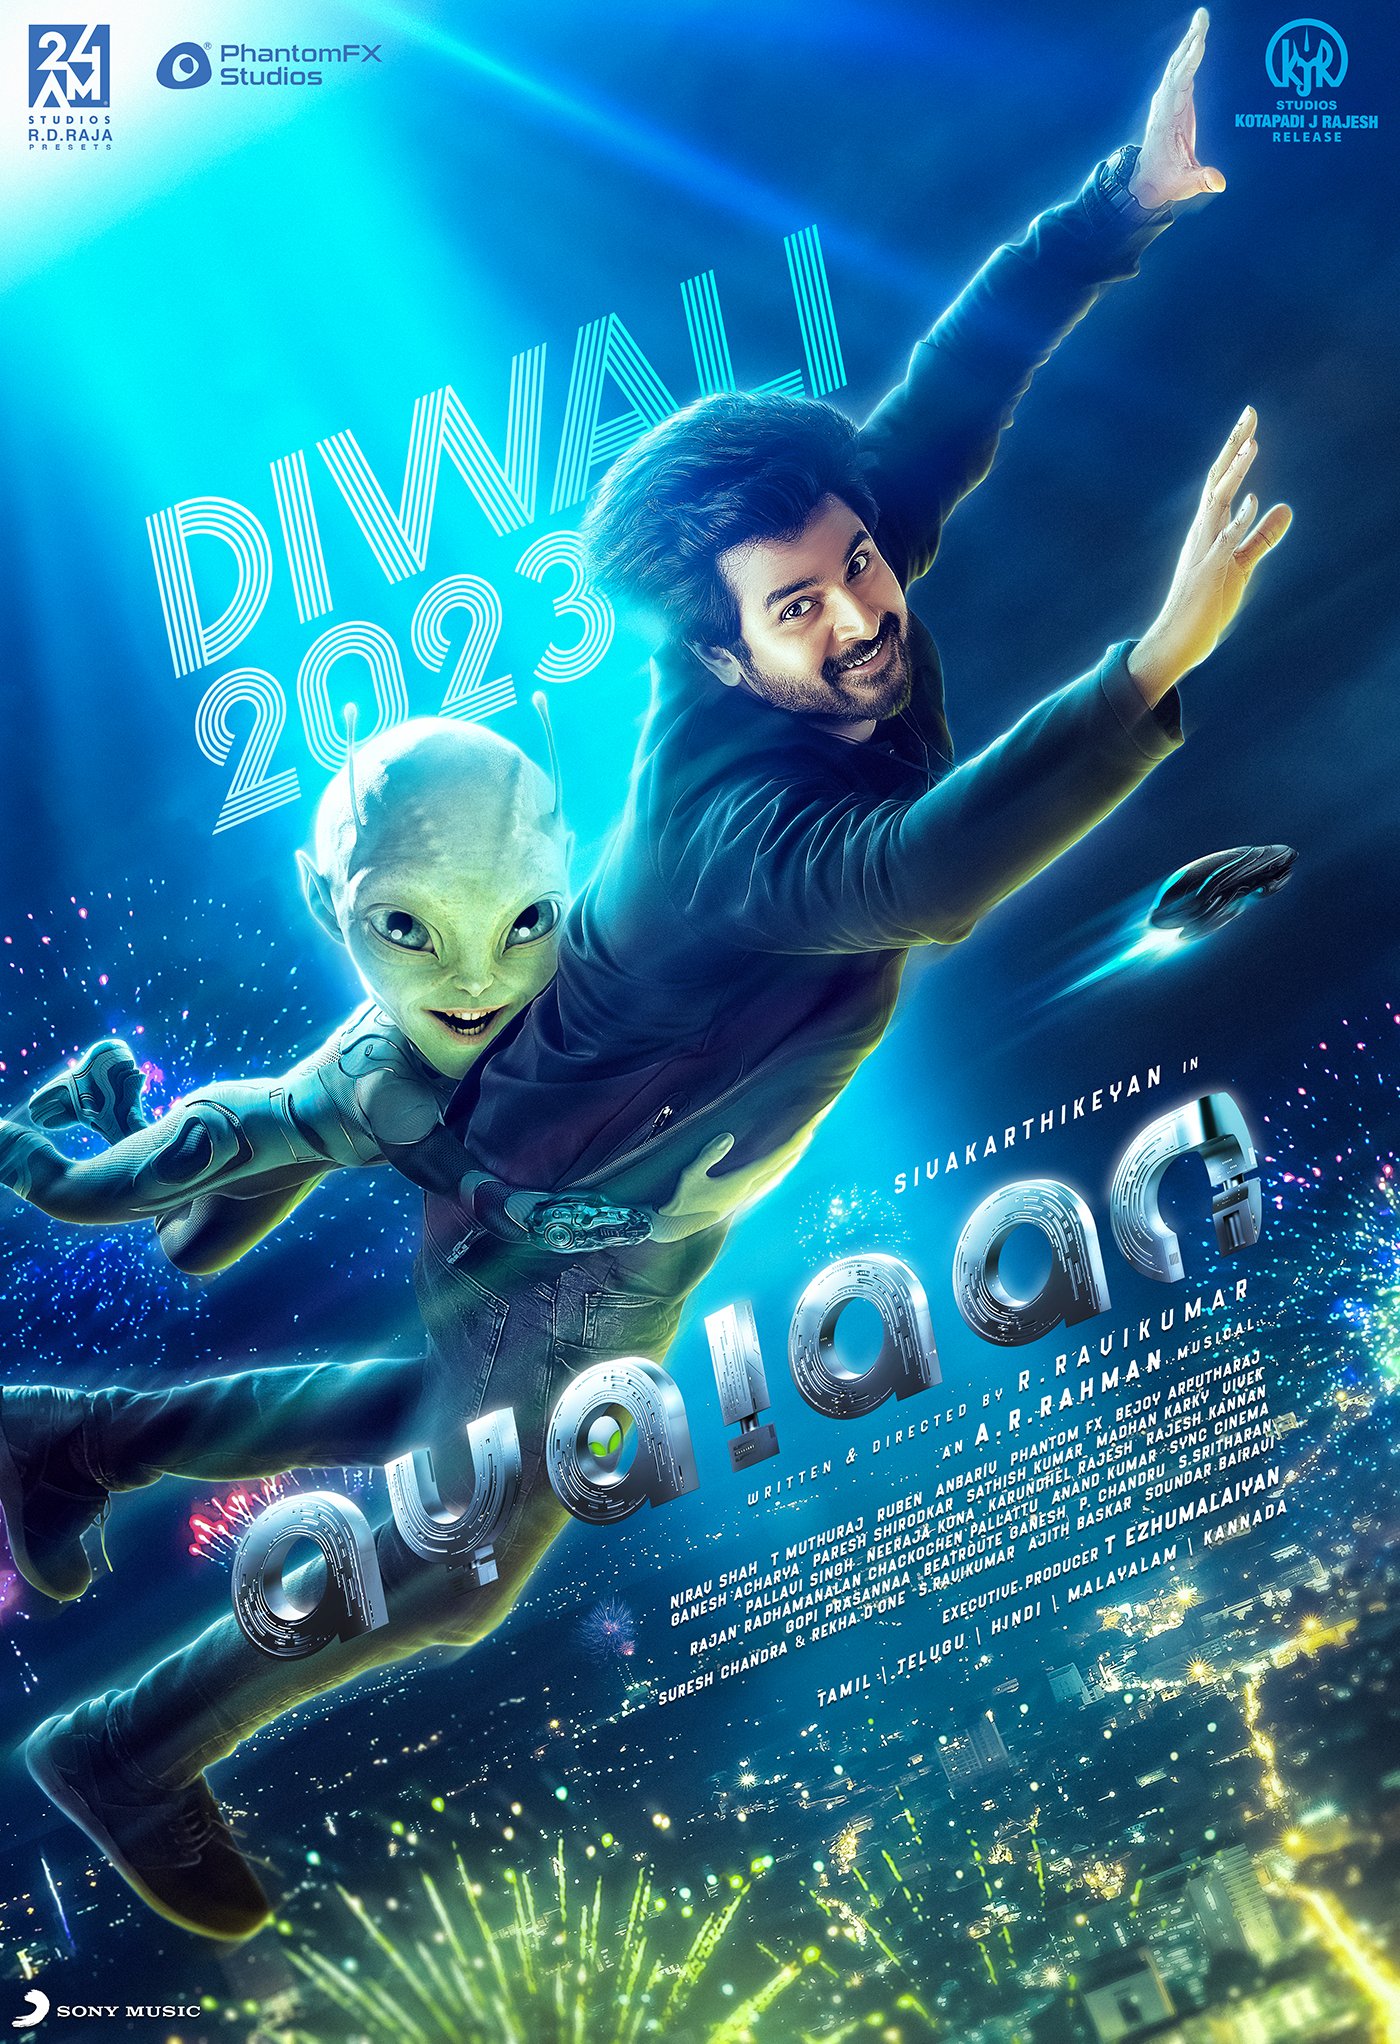 24
AM
STUDIOS
R.D.RAJA
PRESETS
PhantomFX
Studios
KJR
STUDIOS
KOTAPADI J RAJESH
RELEASE
DIWALI
2023
SIVAKARTHIKEYAN IN
ayalaan
WRITTEN & DIRECTED BY R. RAVIKUMAR
AN A.R.RAHMAN MUSICAL
NIRAV SHAH T MUTHURAJ RUBEN ANBARIV PHANTOM FX BEJOY ARPUTHARAJ
GANESH ACHARYA PARESH SHIRODKAR SATHISH KUMAR MADHAN KARKY VIVEK
PALLAVI SINGH NEERAJA KONA KARUNDHEL RAJESH RAJESH KANNAN
RAJAN RADHAMANALAN CHACKOCHEN PALLATTU ANAND KUMAR SYNC CINEMA
GOPI PRASANNAA BEATROUTE GANESH P. CHANDRU S.SRITHARAN
SURESH CHANDRA & REKHA D'ONE S.RAVIKUMAR AJITH BASKAR SOUNDAR BAIRAVI
EXECUTIVE PRODUCER T EZHUMALAIYAN
TAMIL | TELUGU | HINDI | MALAYALAM | KANNADA
SONY MUSIC